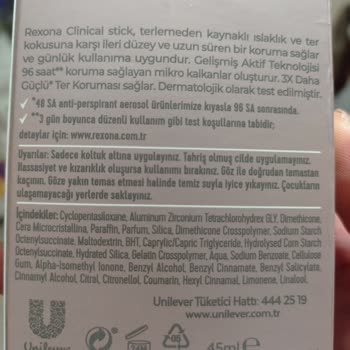 Rexona Clinical stick, terlemeden kaynaklı ıslaklık ve ter
kokusuna karşı ileri düzey ve uzun süren bir koruma sağlar
ve günlük kullanıma uygundur. Gelişmiş Aktif Teknolojisi
96 saat** koruma sağlayan mikro kalkanlar oluşturur. 3X Daha
Güçlü* Ter Koruması sağlar. Dermatolojik olarak test edilmiştir.
*48 SA anti-perspirant aerosol ürünlerimize kıyasla 96 SA sonrasında.
**3 gün boyunca düzenli kullanım gibi test koşullarına tabidir;
detaylar için: www.rexona.com.tr
Uyarılar: Sadece koltuk altına uygulayınız. Tahriş olmuş cilde uygulamayınız.
Hassasiyet ve kızarıklık oluşursa kullanımı bırakınız. Göz ile doğrudan temastan
kaçının. Göze yakın temas etmesi halinde temiz suyla iyice yıkayınız. Çocukların
ulaşamayacağı yerlerde saklayınız.
İçindekiler: Cyclopentasiloxane, Aluminum Zirconium Tetrachlorohydrex GLY, Dimethicone,
Cera Microcristallina, Paraffin, Parfum, Silica, Dimethicone Crosspolymer, Sodium Starch
Octenylsuccinate, Maltodextrin, BHT, Caprylic/Capric Triglyceride, Hydrolysed Corn Starch
Octenylsuccinate, Hydrated Silica, Gelatin Crosspolymer, Aqua, Sodium Benzoate, Cellulose
Gum, Alpha-Isomethyl Ionone, Benzyl Alcohol, Benzyl Cinnamate, Benzyl Salicylate,
Cinnamyl Alcohol, Citral, Citronellol, Coumarin, Hexyl Cinnamal, Limonene, Linalool.
Unilever Tüketici Hattı: 444 25 19
www.unilever.com.tr
Unilever
24M
05
45ml